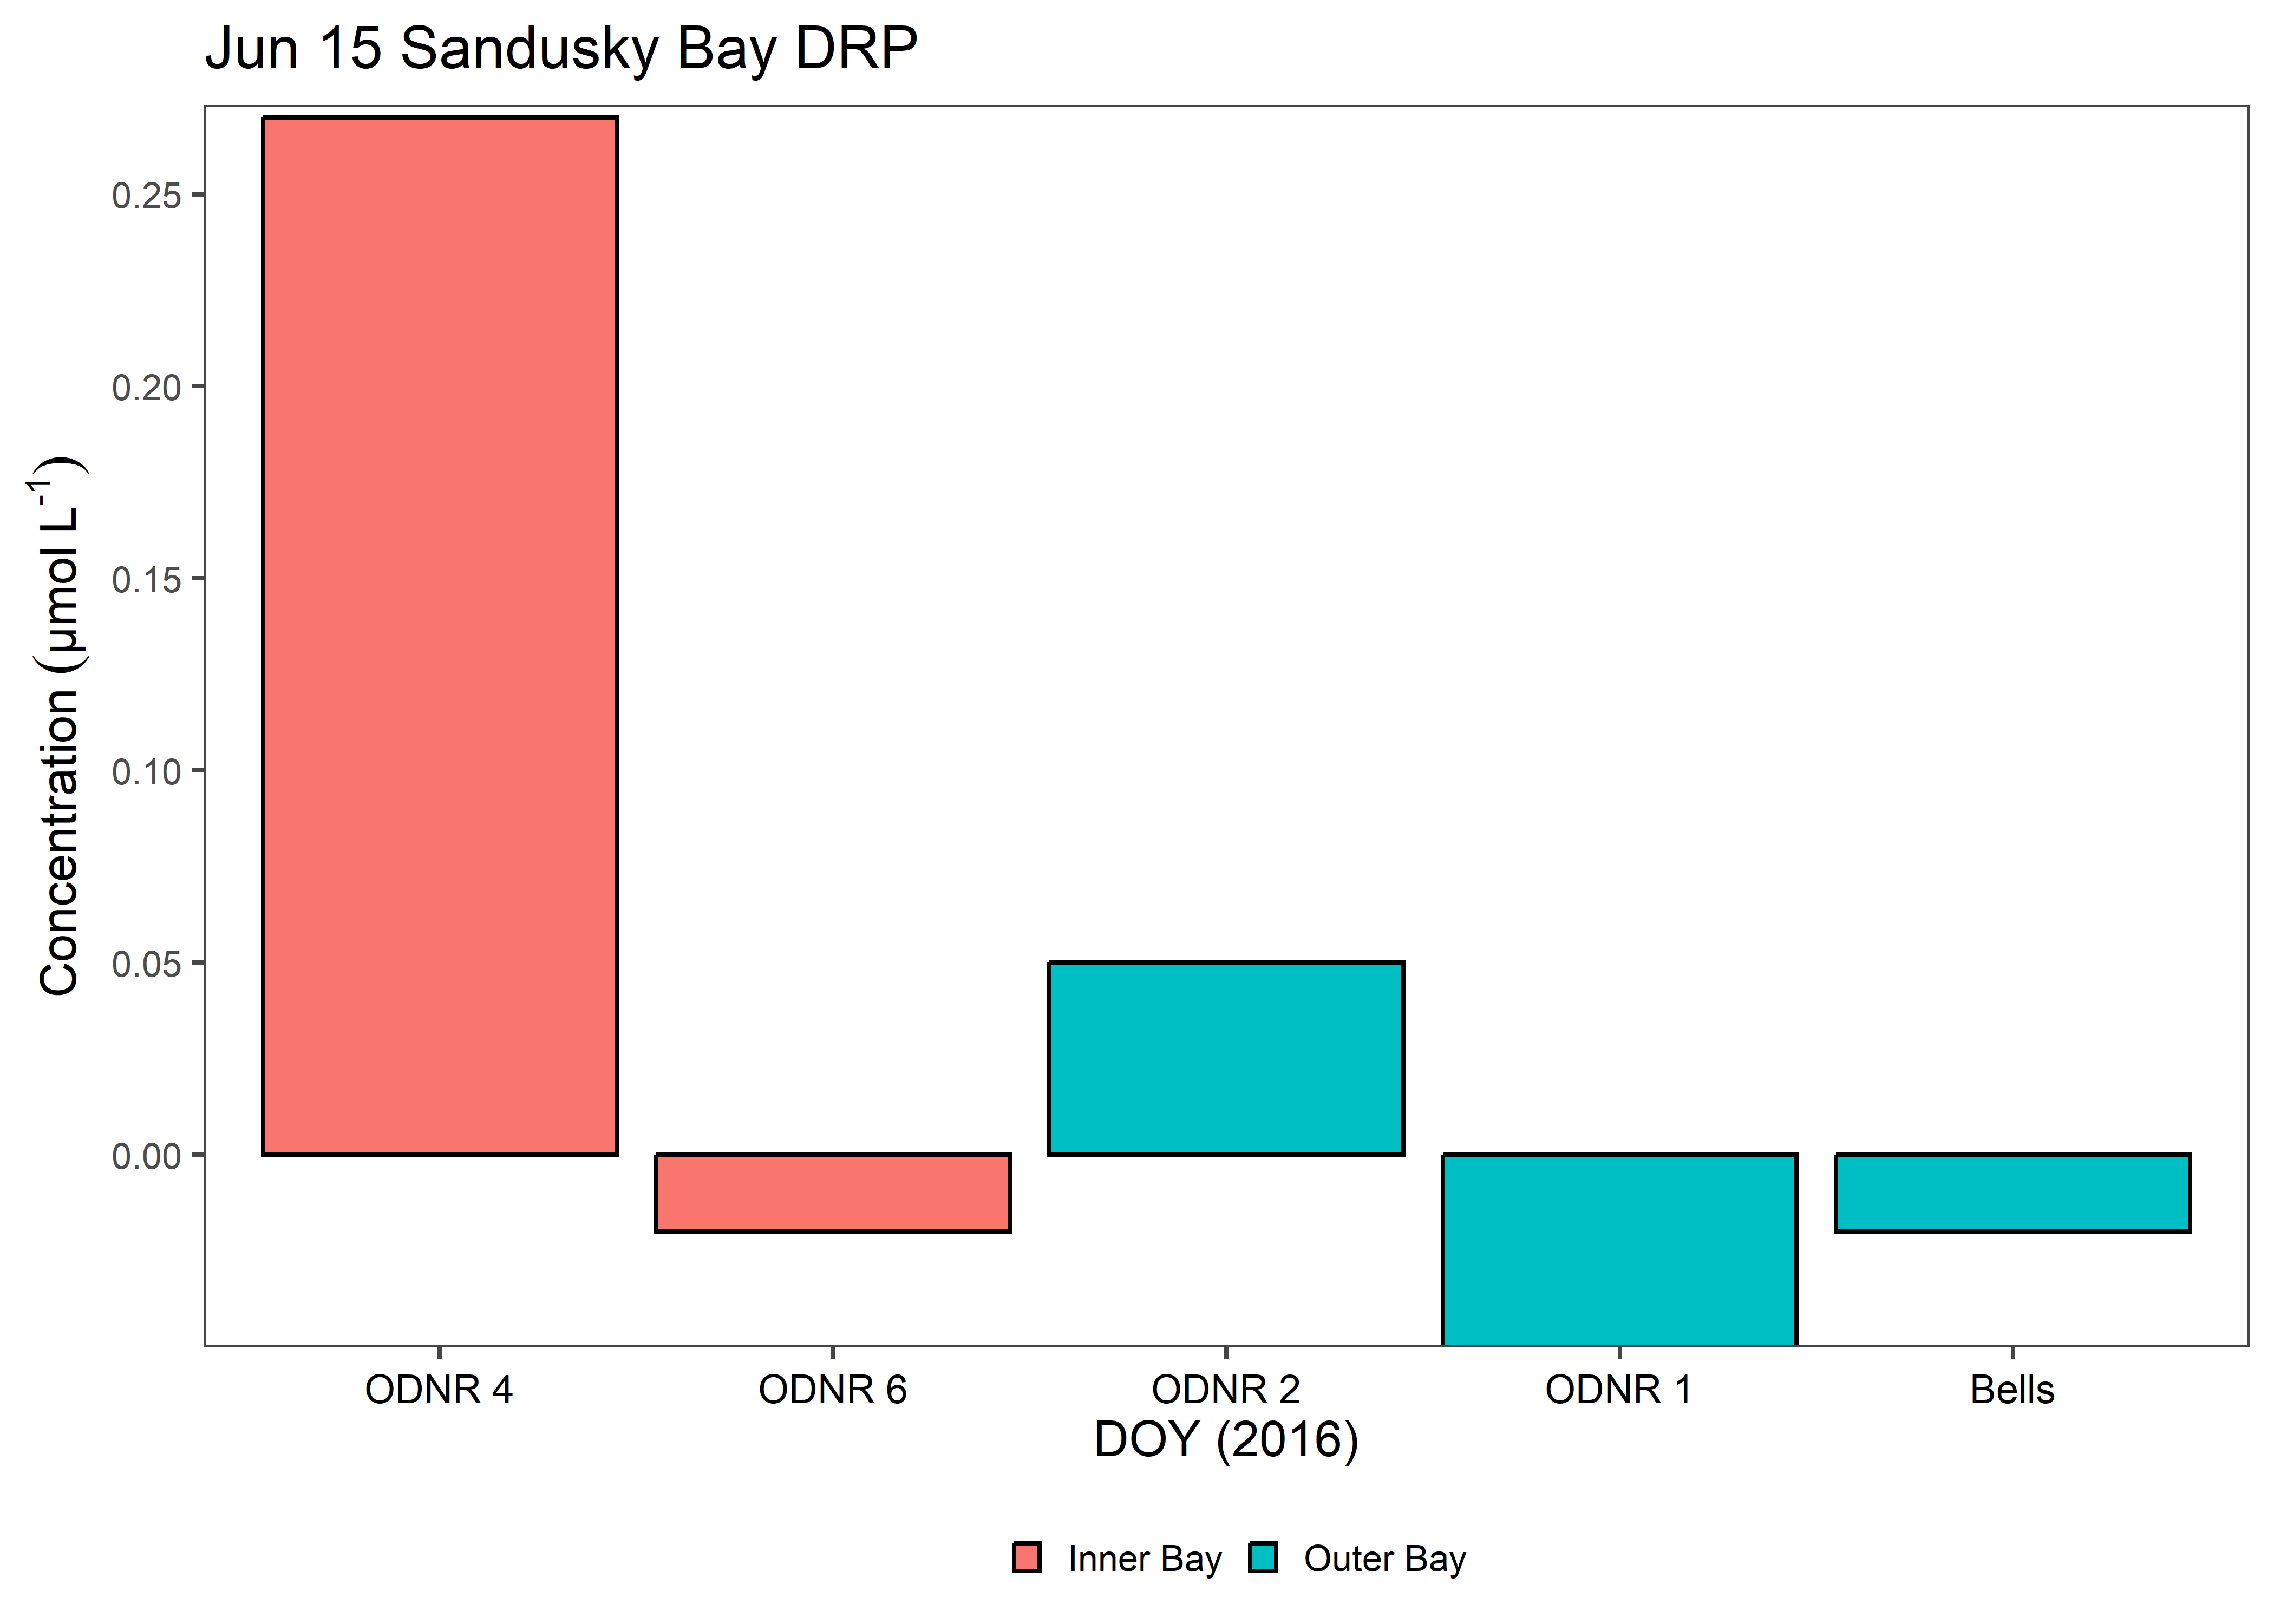 Jun 15 Sandusky Bay DRP
Concentration (µmol L⁻¹)
0.25
0.20
0.15
0.10
0.05
0.00
ODNR 4 ODNR 6 ODNR 2 ODNR 1 Bells
DOY (2016)
Inner Bay Outer Bay